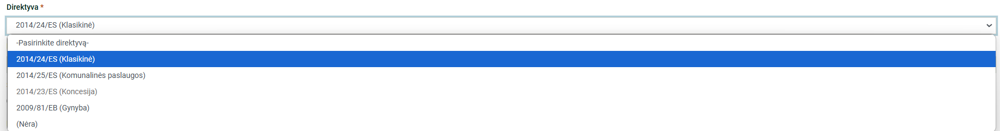 Direktyva *
2014/24/ES (Klasikinė)
-Pasirinkite direktyvą-
2014/24/ES (Klasikinė)
2014/25/ES (Komunalinės paslaugos)
2014/23/ES (Koncesija)
2009/81/EB (Gynyba)
(Nėra)